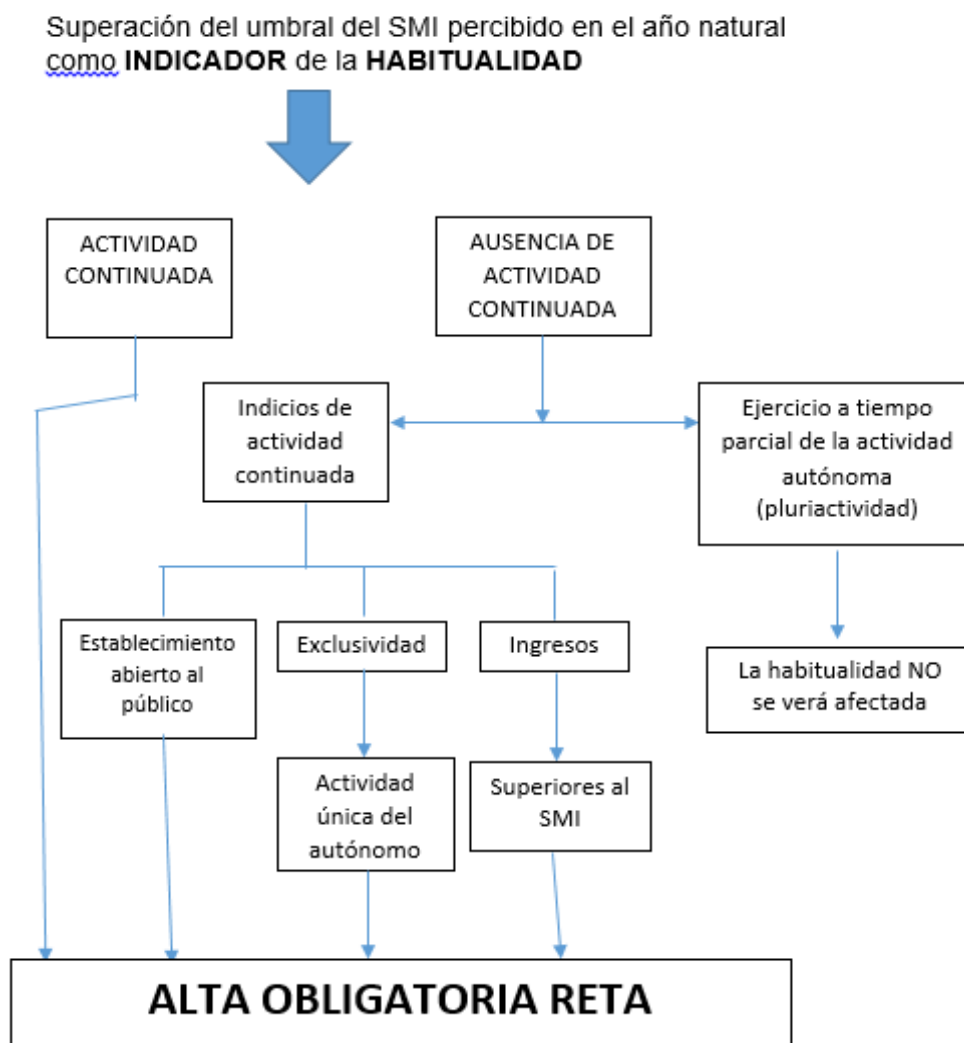 Superación del umbral del SMI percibido en el año natural
como INDICADOR de la HABITUALIDAD
ACTIVIDAD
CONTINUADA
AUSENCIA DE
ACTIVIDAD
CONTINUADA
Indicios de
actividad
continuada
Ejercicio a tiempo
parcial de la actividad
autónoma
(pluriactividad)
Establecimiento
abierto al
público
Exclusividad
Ingresos
La habitualidad NO
se verá afectada
Actividad
única del
autónomo
Superiores al
SMI
ALTA OBLIGATORIA RETA